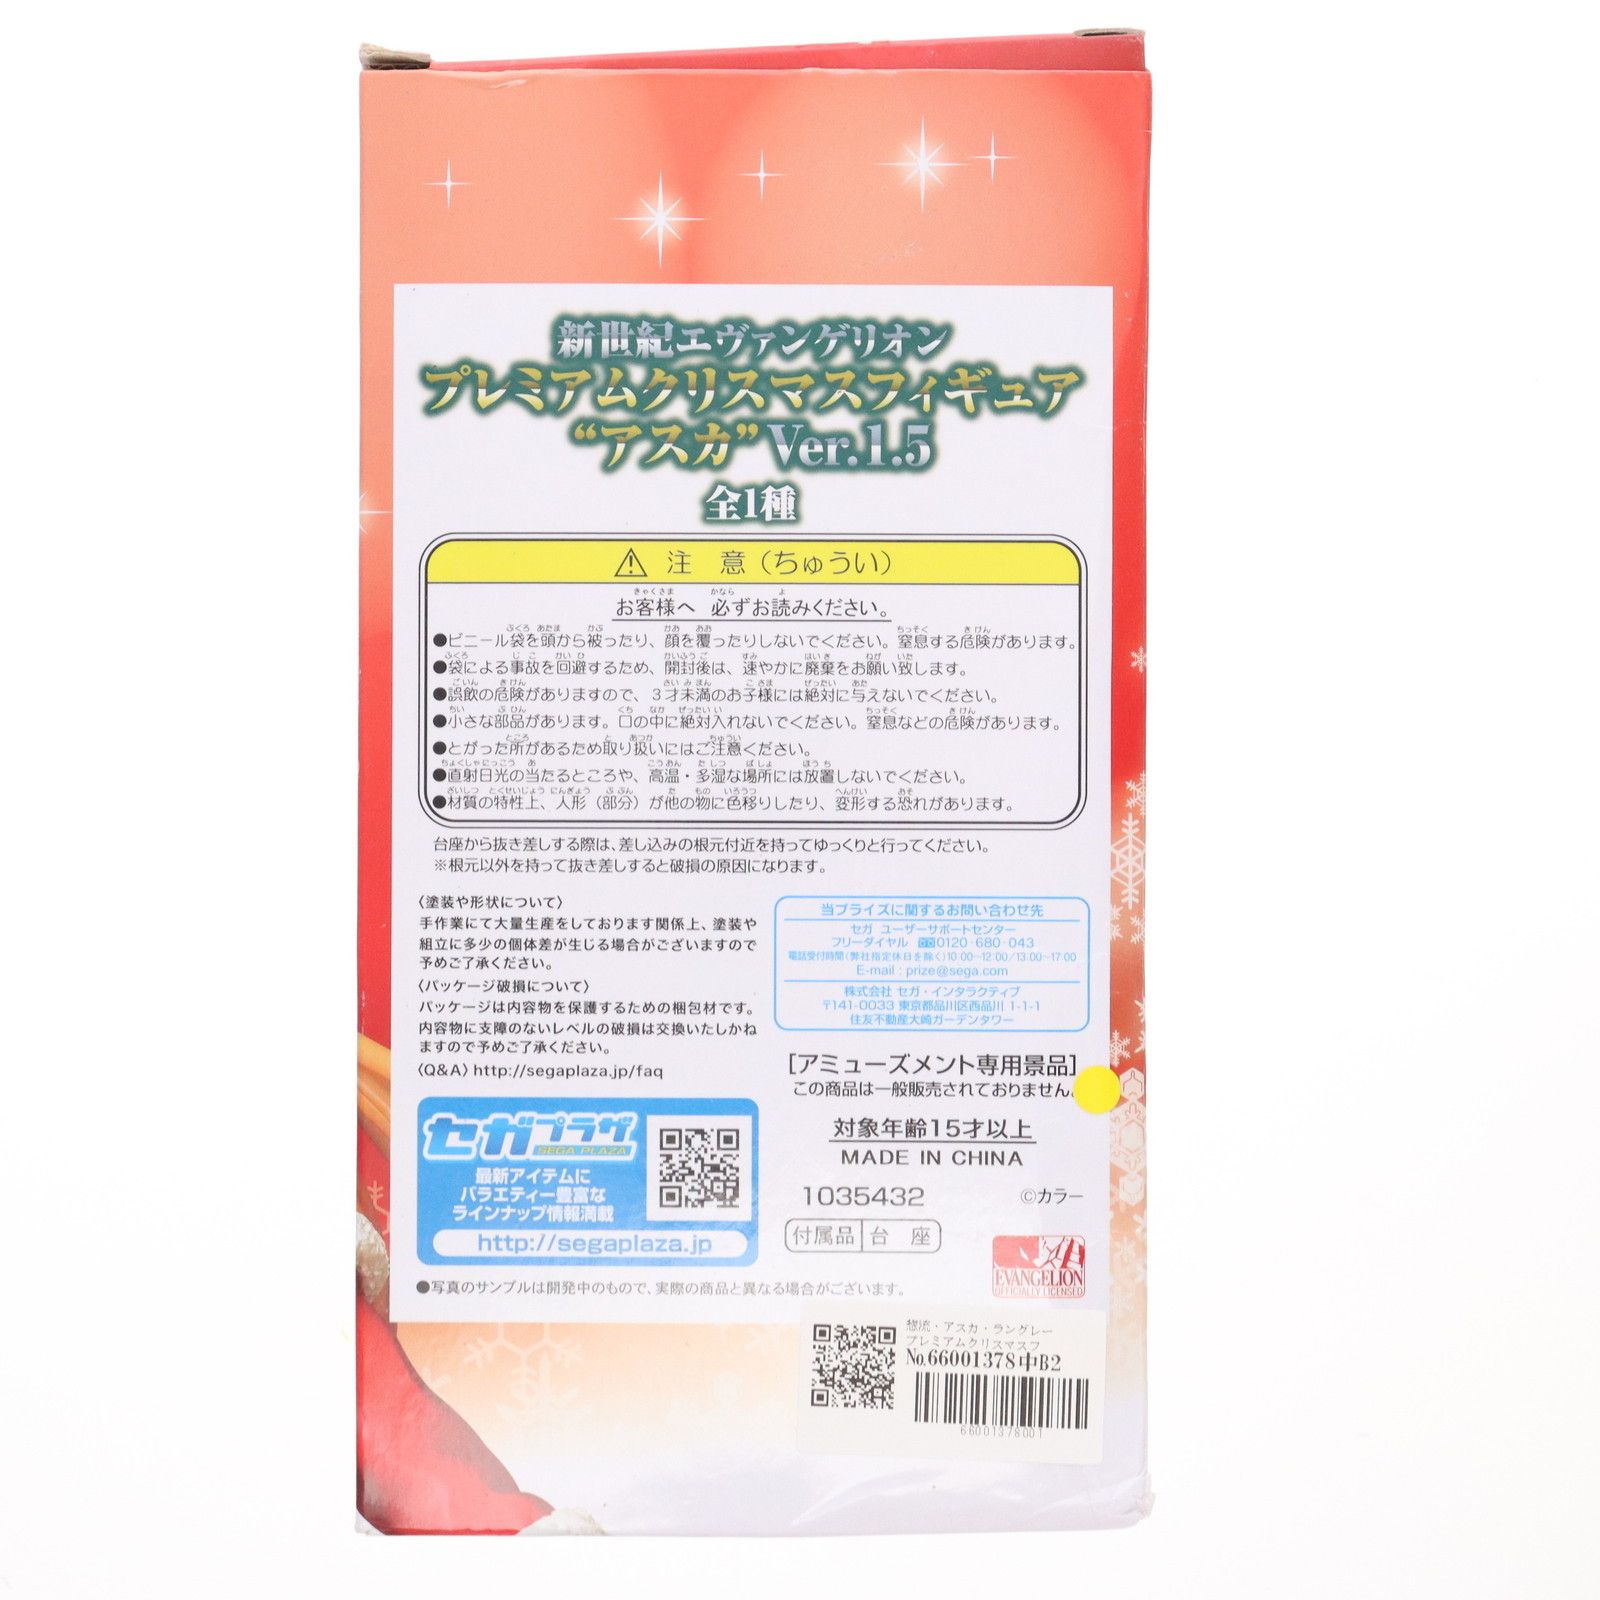 新世紀エヴァンゲリオン
プレミアムクリスマスフィギュア
“アスカ” Ver.1.5
全1種
注 意（ちゅうい）
お客様へ 必ずお読みください。
●ビニール袋を頭から被ったり、顔を覆ったりしないでください。窒息する危険があります。
●袋による事故を回避するため、開封後は、速やかに廃棄をお願い致します。
●誤飲の危険がありますので、3才未満のお子様には絶対に与えないでください。
●小さな部品があります。口の中に絶対入れないでください。窒息などの危険があります。
●とがった所があるため取り扱いにはご注意ください。
●直射日光の当たるところや、高温・多湿な場所には放置しないでください。
●材質の特性上、人形（部分）が他の物に色移りしたり、変形する恐れがあります。
台座から抜き差しする際は、差し込みの根元付近を持ってゆっくりと行ってください。
※根元以外を持って抜き差しすると破損の原因になります。
〈塗装や形状について〉
手作業にて大量生産をしております関係上、塗装や
組立に多少の個体差が生じる場合がございますので
予めご了承ください。
〈パッケージ破損について〉
パッケージは内容物を保護するための梱包材です。
内容物に支障のないレベルの破損は交換いたしかね
ますので予めご了承ください。
〈Q&A〉http://segaplaza.jp/faq
当プライズに関するお問い合わせ先
セガ ユーザーサポートセンター
フリーダイヤル 0120-680-043
電話受付時間(弊社指定休日を除く)10:00~12:00/13:00~17:00
E-mail : prize@sega.com
株式会社 セガ・インタラクティブ
〒141-0033 東京都品川区西品川 1-1-1
住友不動産大崎ガーデンタワー
[アミューズメント専用景品]
この商品は一般販売されておりません。
対象年齢15才以上
MADE IN CHINA
1035432
©カラー
付属品 台 座
セガプラザ
SEGA PLAZA
最新アイテムに
バラエティー豊富な
ラインナップ情報満載
http://segaplaza.jp
EVANGELION
OFFICIALLY LICENSED
●写真のサンプルは開発中のもので、実際の商品と異なる場合がございます。
惣流・アスカ・ラングレー
プレミアムクリスマスフ
No.66001378中B2
66001378001